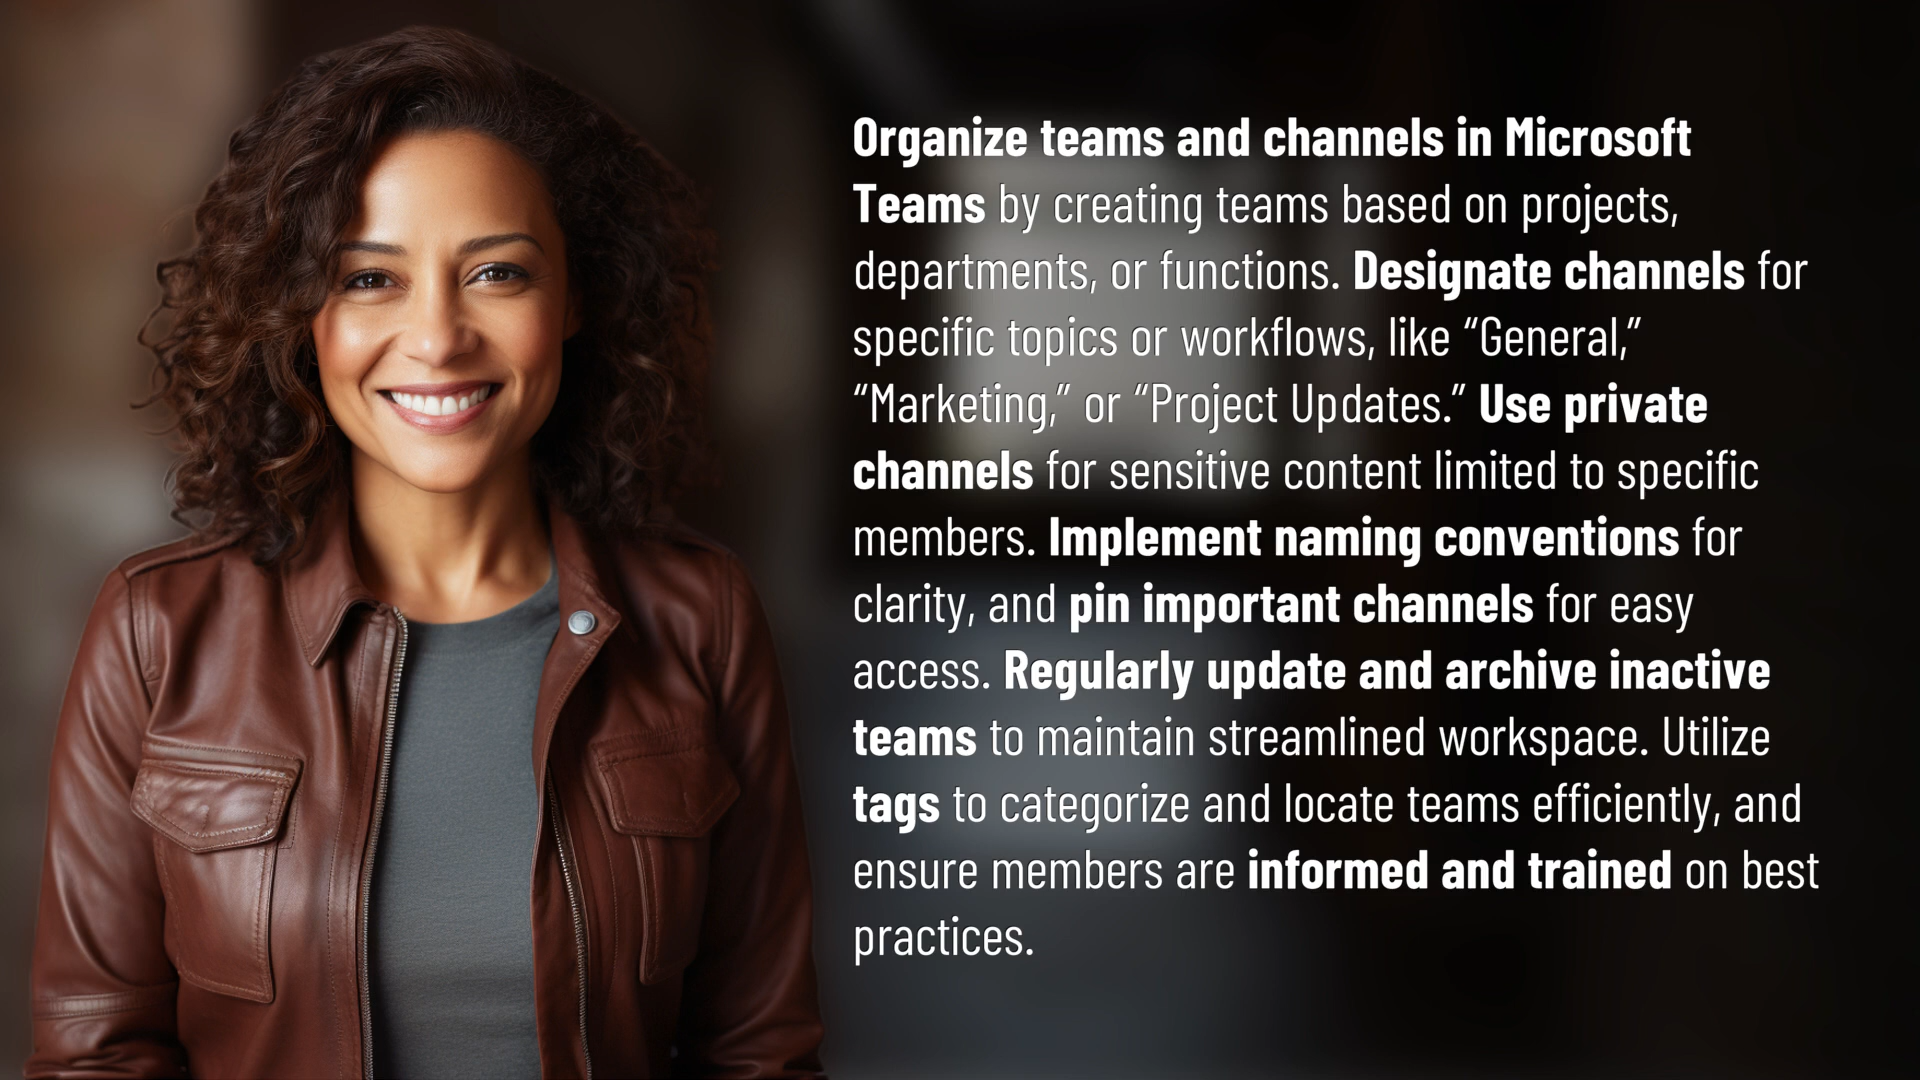 Organize teams and channels in Microsoft
Teams by creating teams based on projects,
departments, or functions. Designate channels for
specific topics or workflows, like “General,”
“Marketing,” or “Project Updates.” Use private
channels for sensitive content limited to specific
members. Implement naming conventions for
clarity, and pin important channels for easy
access. Regularly update and archive inactive
teams to maintain streamlined workspace. Utilize
tags to categorize and locate teams efficiently, and
ensure members are informed and trained on best
practices.